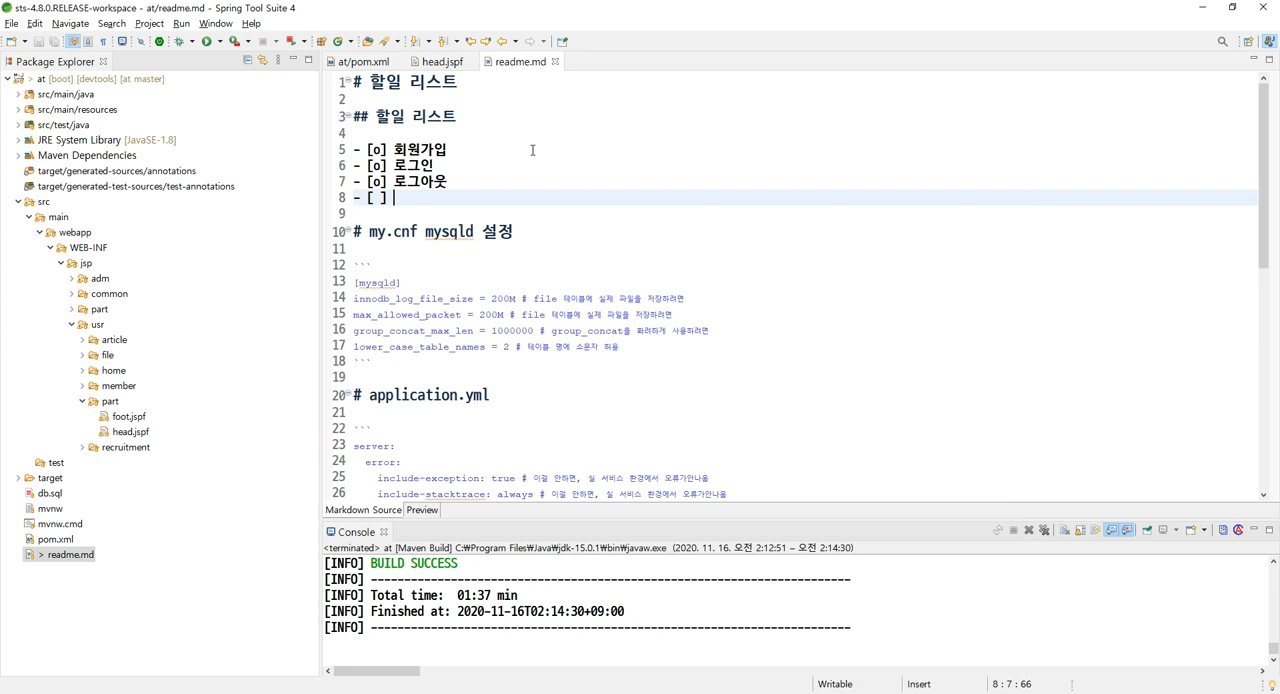 sts-4.8.0.RELEASE-workspace - at/readme.md - Spring Tool Suite 4
File Edit Navigate Search Project Run Window Help
Package Explorer
at/pom.xml
head.jspf
readme.md
> at [boot] [devtools] [at master]
src/main/java
src/main/resources
src/test/java
JRE System Library [JavaSE-1.8]
Maven Dependencies
target/generated-sources/annotations
target/generated-test-sources/test-annotations
src
main
webapp
WEB-INF
jsp
adm
common
part
usr
article
file
home
member
part
foot.jspf
head.jspf
recruitment
test
target
db.sql
mvnw
mvnw.cmd
pom.xml
> readme.md
1 # 할일 리스트
2
3 ## 할일 리스트
4
5 - [o] 회원가입
6 - [o] 로그인
7 - [o] 로그아웃
8 - [ ]
9
10 # my.cnf mysqld 설정
11
12 ```
13 [mysqld]
14 innodb_log_file_size = 200M # file 테이블에 실제 파일을 저장하려면
15 max_allowed_packet = 200M # file 테이블에 실제 파일을 저장하려면
16 group_concat_max_len = 1000000 # group_concat을 화려하게 사용하려면
17 lower_case_table_names = 2 # 테이블 명에 소문자 허용
18 ```
19
20 # application.yml
21
22 ```
23 server:
24 error:
25 include-exception: true # 이걸 안하면, 실 서비스 환경에서 오류가안나옴
26 include-stacktrace: always # 이걸 안하면, 실 서비스 환경에서 오류가안나옴
Markdown Source Preview
Console
<terminated> at [Maven Build] C:₩Program Files₩Java₩jdk-15.0.1₩bin₩javaw.exe (2020. 11. 16. 오전 2:12:51 – 오전 2:14:30)
[INFO] BUILD SUCCESS
[INFO] ------------------------------------------------------------------------
[INFO] Total time: 01:37 min
[INFO] Finished at: 2020-11-16T02:14:30+09:00
[INFO] ------------------------------------------------------------------------
Writable Insert 8 : 7 : 66